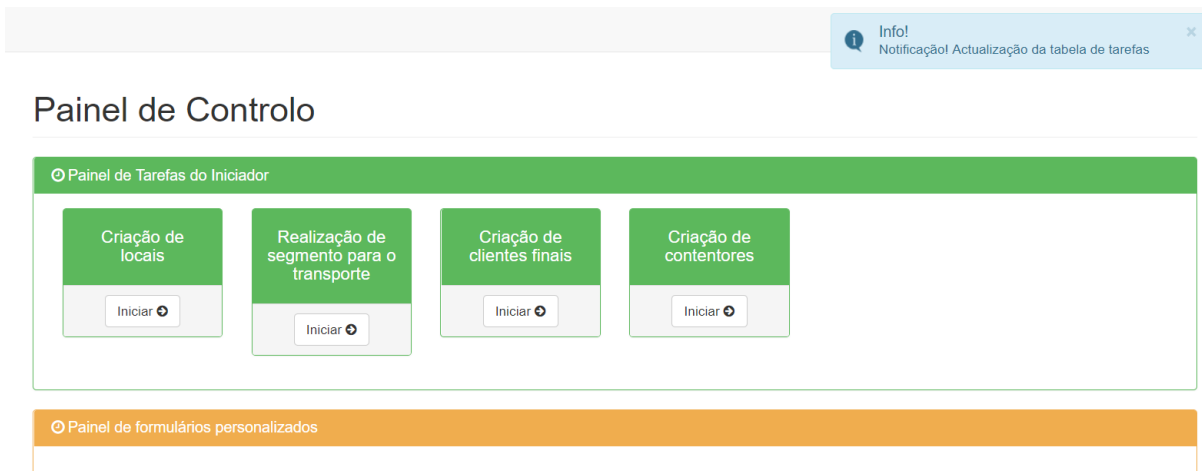 Info!
Notificação! Actualização da tabela de tarefas
Painel de Controlo
Painel de Tarefas do Iniciador
Criação de
locais
Iniciar
Realização de
segmento para o
transporte
Iniciar
Criação de
clientes finais
Iniciar
Criação de
contentores
Iniciar
Painel de formulários personalizados